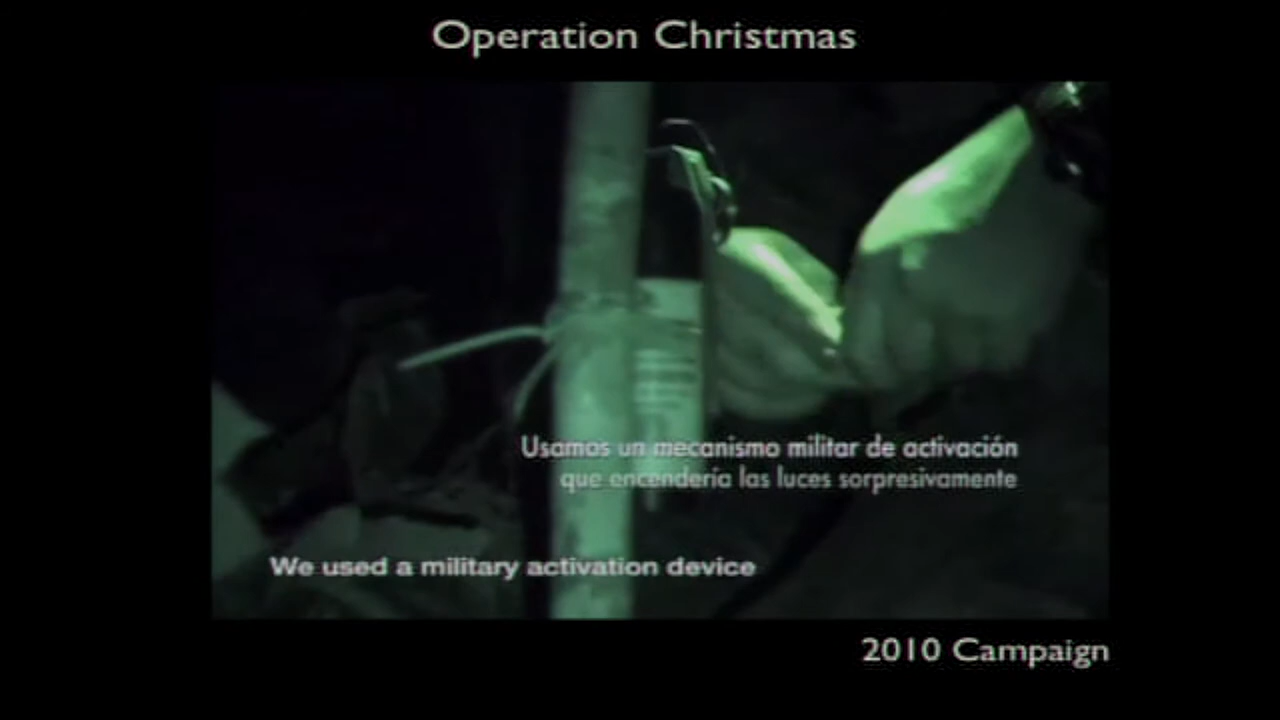 Operation Christmas
Usamos un mecanismo militar de activación
que encendería las luces sorpresivamente
We used a military activation device
2010 Campaign